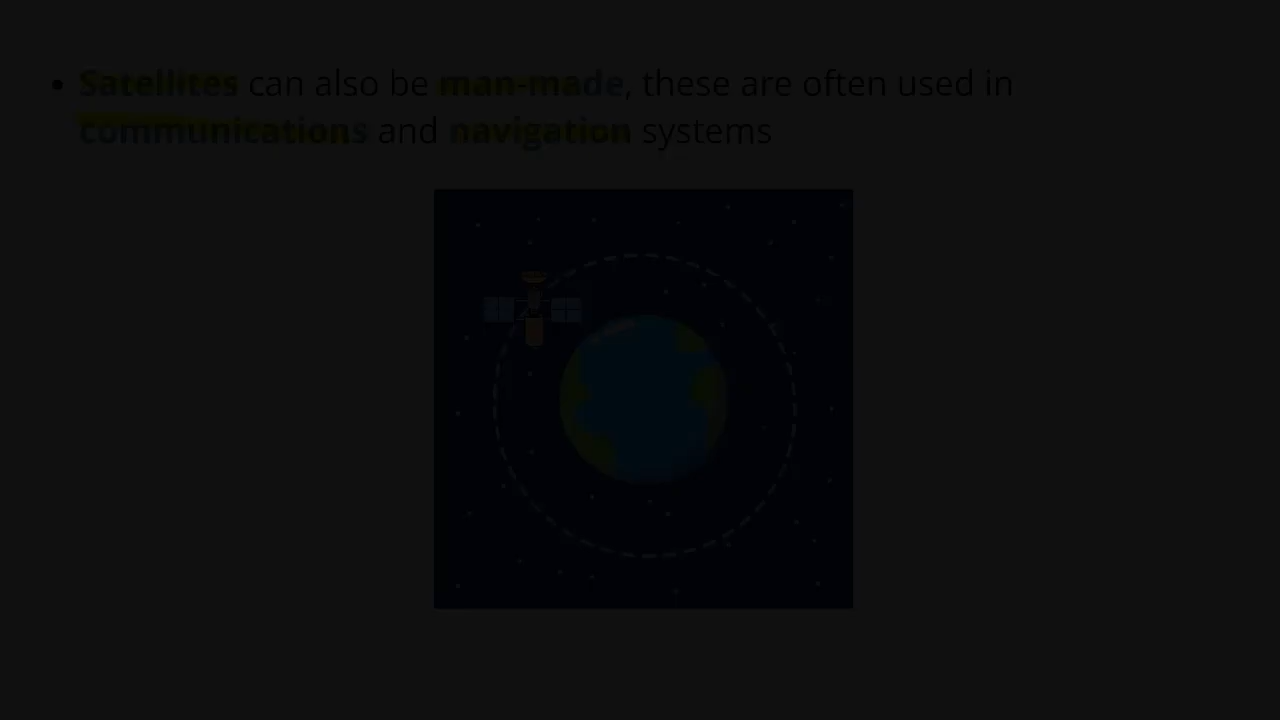 • Satellites can also be man-made, these are often used in
communications and navigation systems